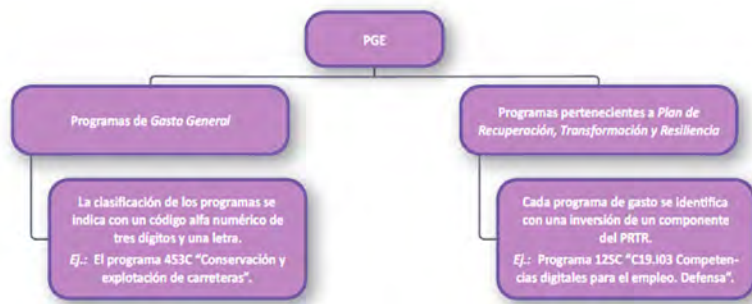 PGE
Programas de Gasto General
Programas pertenecientes a Plan de
Recuperación, Transformación y Resiliencia
La clasificación de los programas se
indica con un código alfa numérico de
tres dígitos y una letra.
Ej.: El programa 453C "Conservación y
explotación de carreteras".
Cada programa de gasto se identifica
con una inversión de un componente
del PRTR.
Ej.: Programa 12SC "C19.I03 Competen-
cias digitales para el empleo. Defensa".